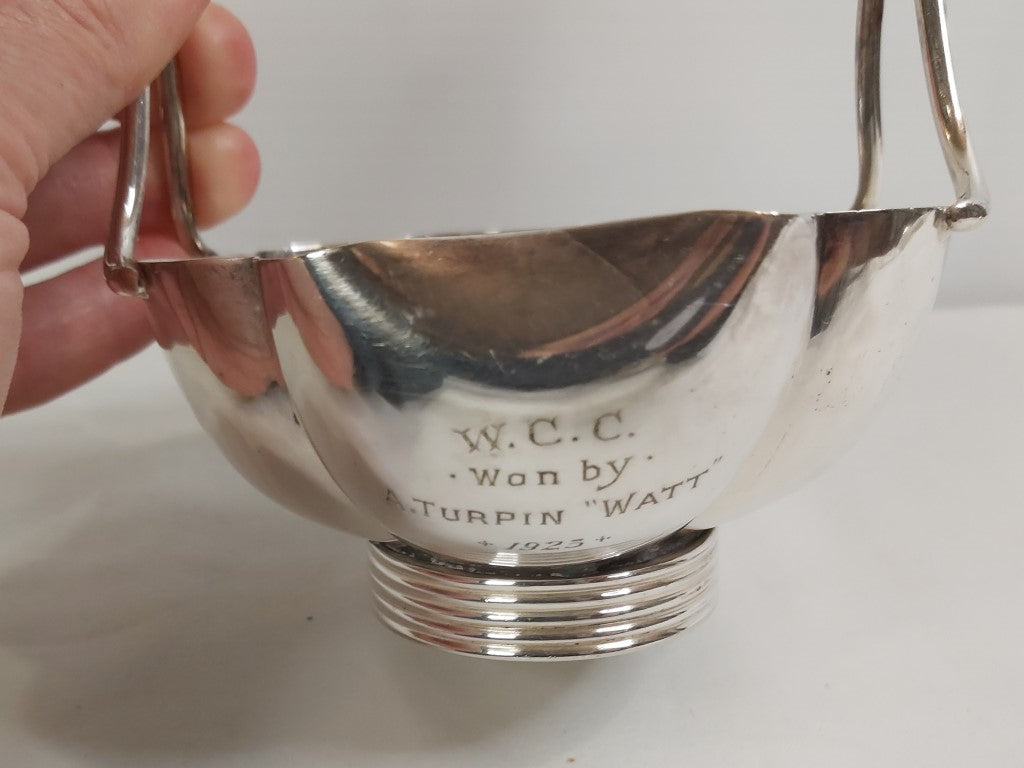 W.C.C.
·Won by·
A.TURPIN "WATT"
+1925+